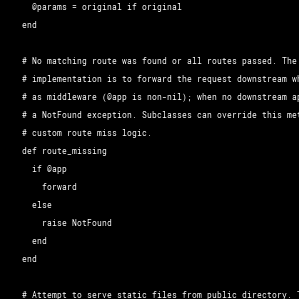 @params = original if original
end
# No matching route was found or all routes passed. The
# implementation is to forward the request downstream
# as middleware (@app is non-nil); when no downstream
# a NotFound exception. Subclasses can override this
# custom route miss logic.
def route_missing
if @app
forward
else
raise NotFound
end
end
# Attempt to serve static files from public directory.